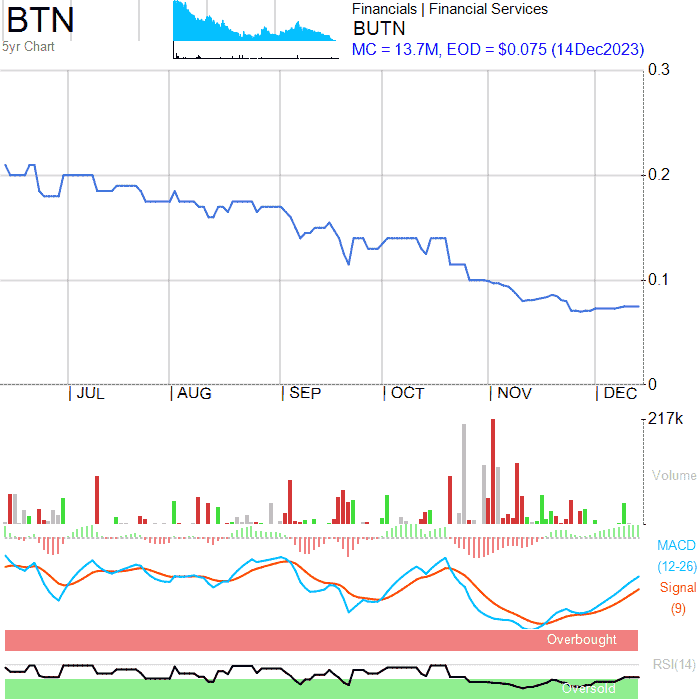 BTN
5yr Chart
Financials | Financial Services
BUTN
MC = 13.7M, EOD = $0.075 (14Dec2023)
0.3
0.2
0.1
0
JUL AUG SEP OCT NOV DEC
217k
Volume
MACD
(12-26)
Signal
(9)
Overbought
RSI(14)
Oversold